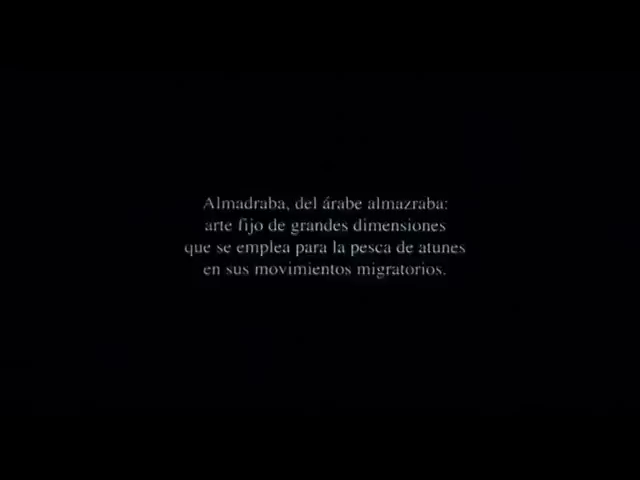 Almadraba, del árabe almazraba:
arte fijo de grandes dimensiones
que se emplea para la pesca de atunes
en sus movimientos migratorios.